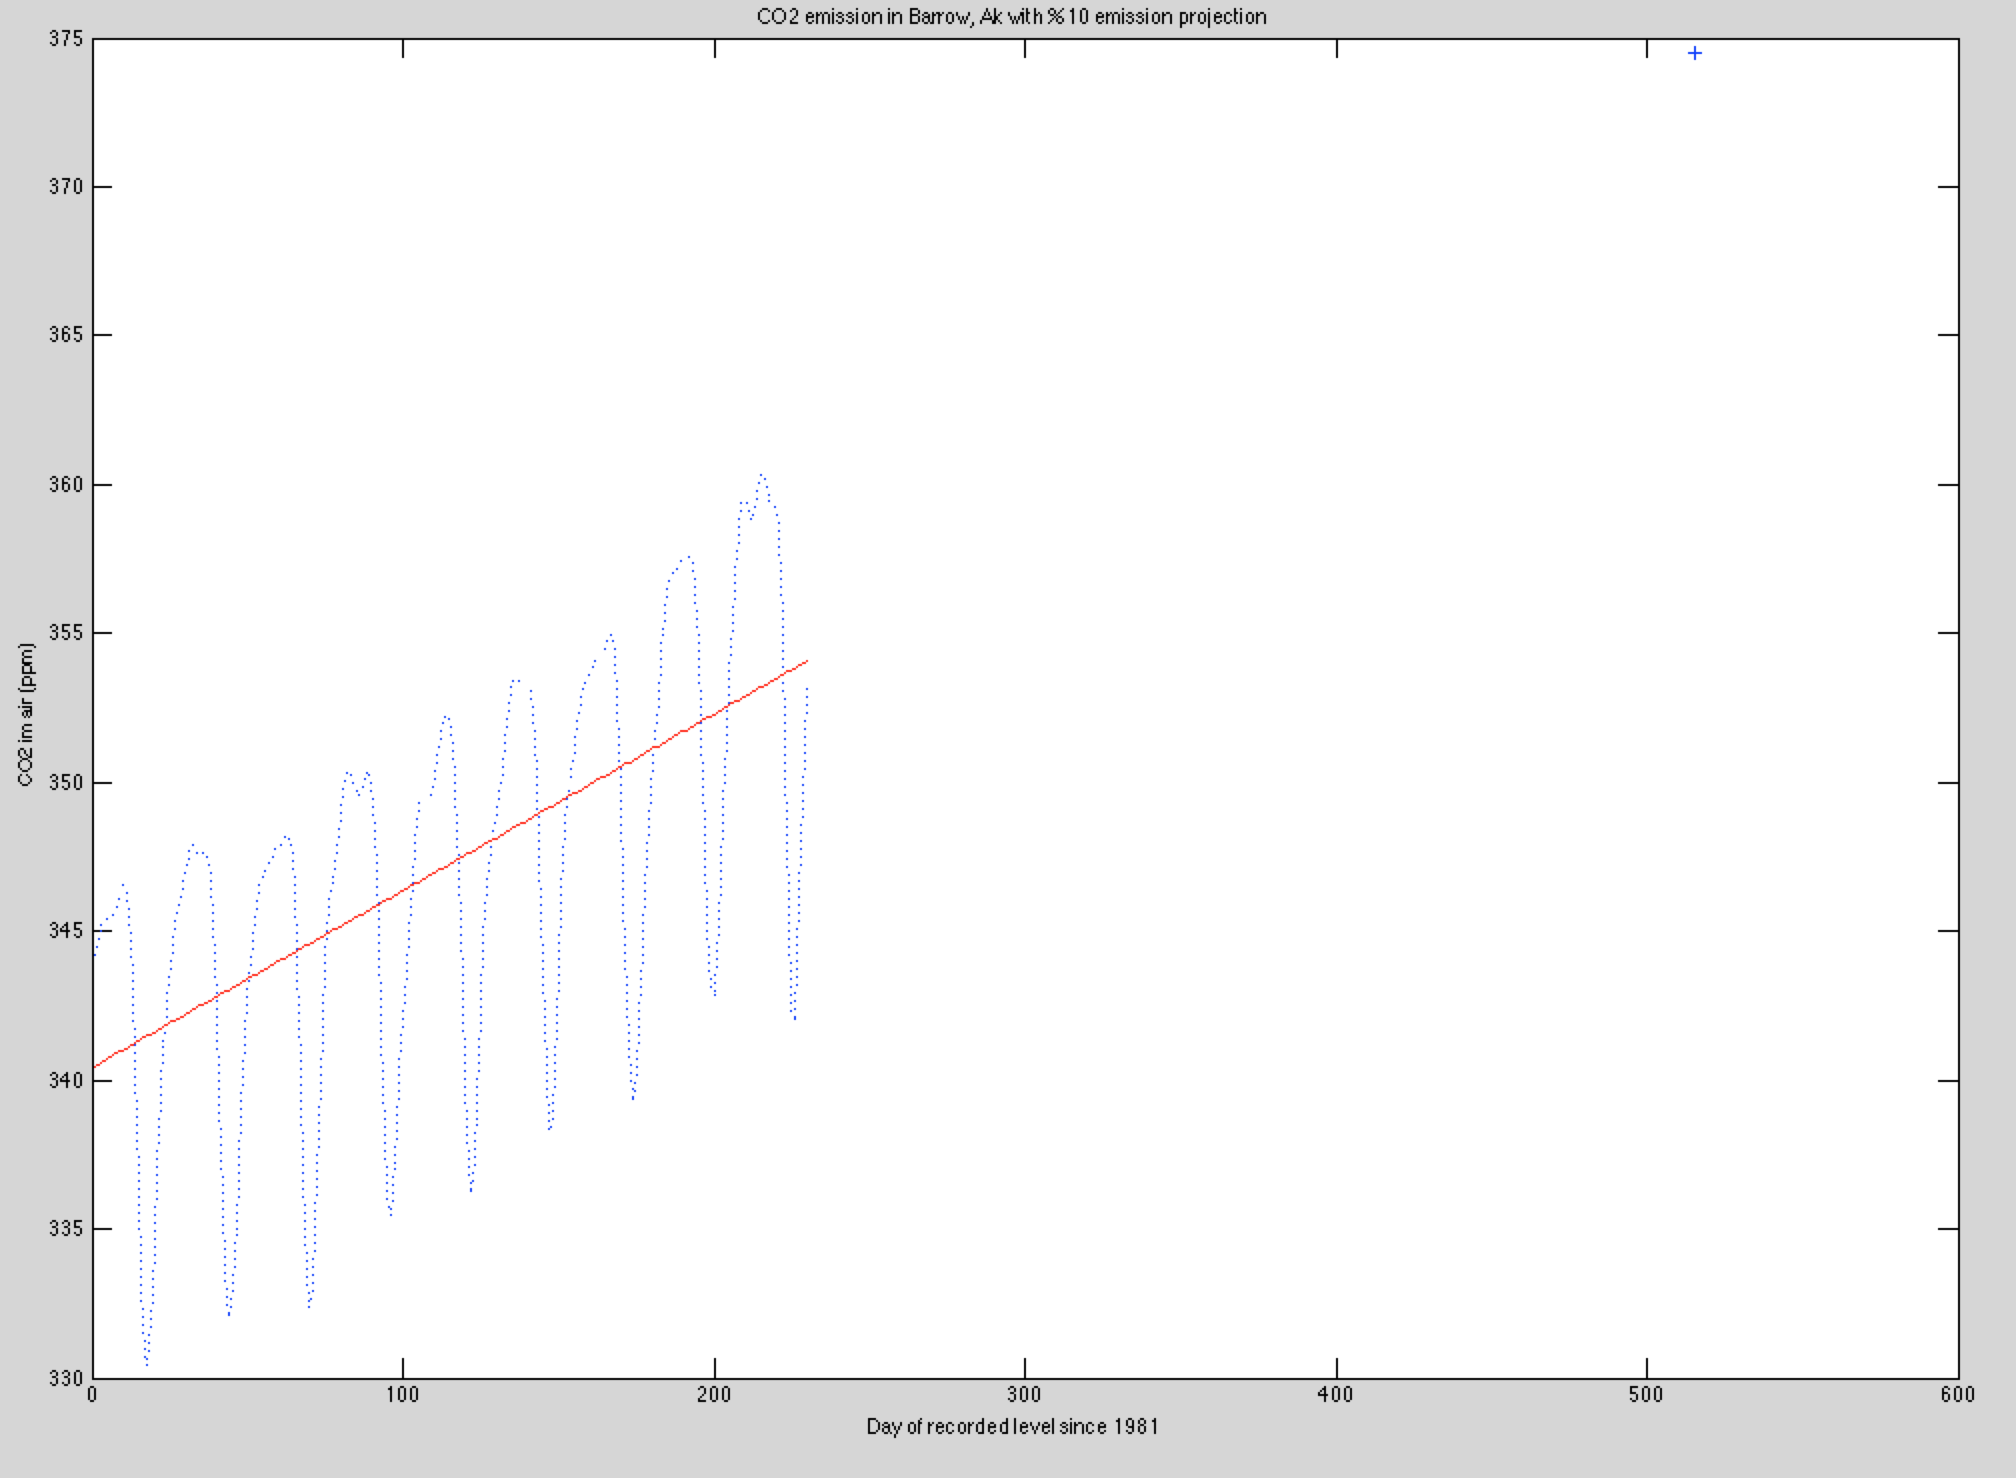 CO2 emission in Barrow, Ak with %10 emission projection
375
370
365
360
355
350
345
340
335
330
CO2 im air (ppm)
0 100 200 300 400 500 600
Day of recorded level since 1981